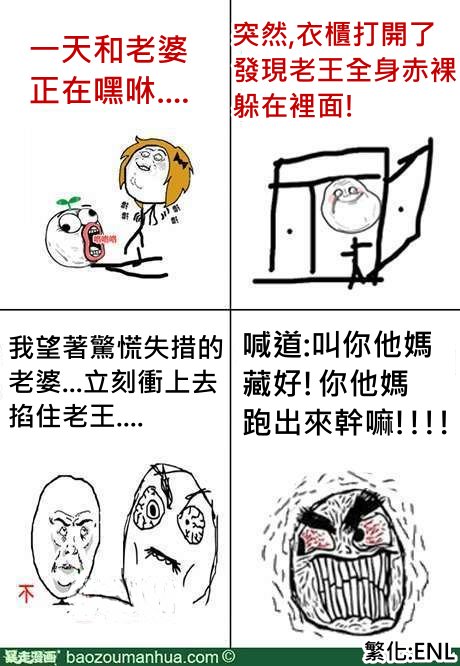 一天和老婆
正在嘿咻....
突然,衣櫃打開了
發現老王全身赤裸
躲在裡面!
我望著驚慌失措的
老婆...立刻衝上去
掐住老王....
不
喊道:叫你他媽
藏好!你他媽
跑出來幹嘛!!!!
暴走漫画 baozoumanhua.com ©
繁化:ENL